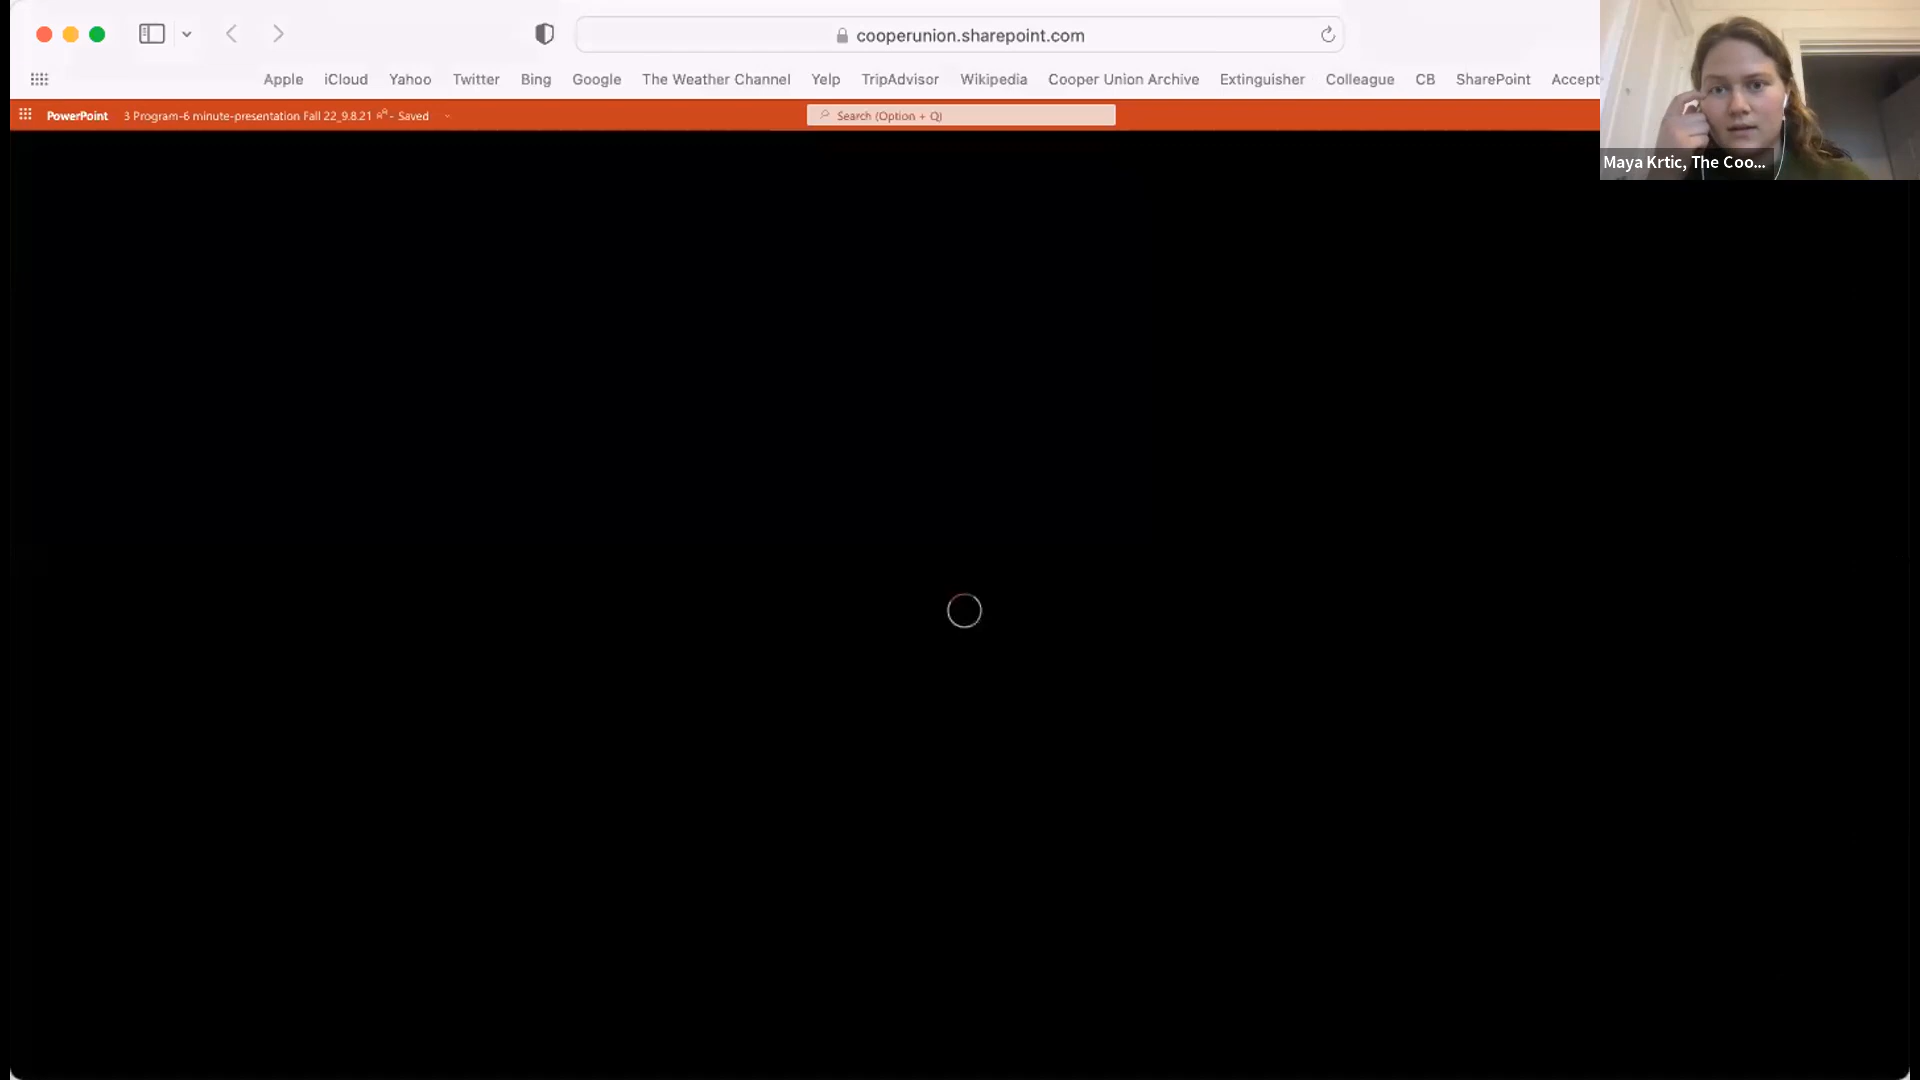 cooperunion.sharepoint.com
Apple iCloud Yahoo Twitter Bing Google The Weather Channel Yelp TripAdvisor Wikipedia Cooper Union Archive Extinguisher Colleague CB SharePoint Accept
PowerPoint 3 Program-6 minute-presentation Fall 22_9.8.21 - Saved Search (Option + Q)
Maya Krtic, The Coo...